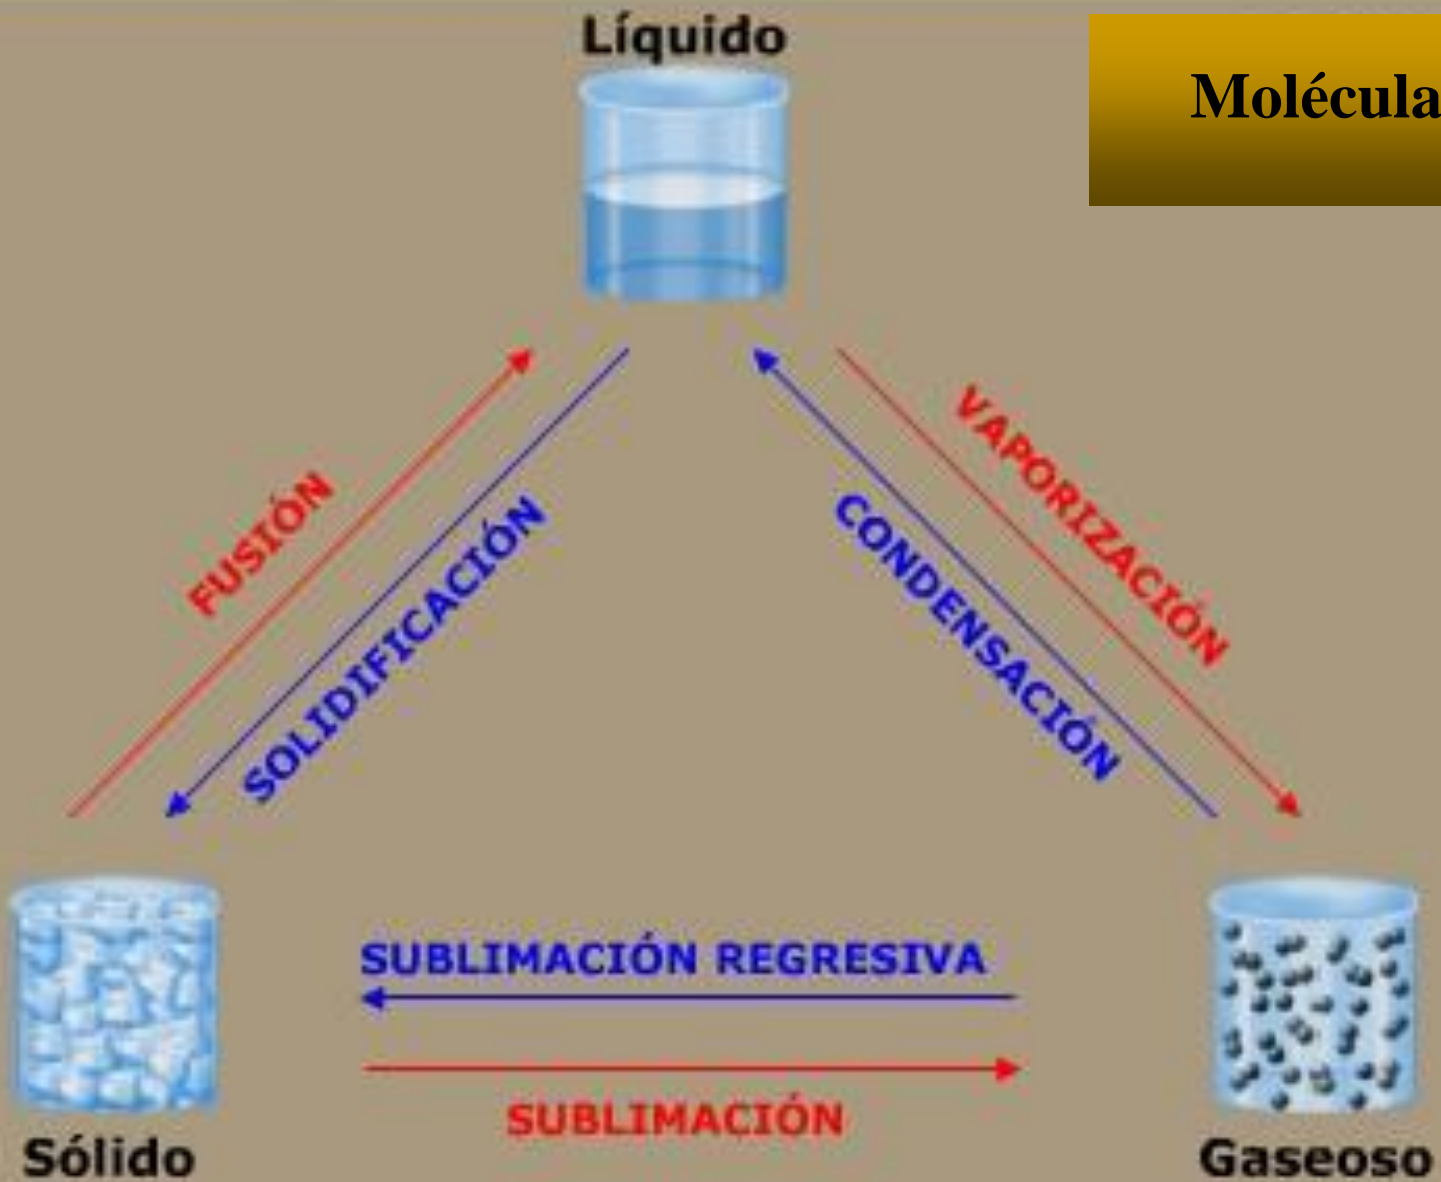 Líquido
Molécula
FUSIÓN
SOLIDIFICACIÓN
VAPORIZACIÓN
CONDENSACIÓN
SUBLIMACIÓN REGRESIVA
SUBLIMACIÓN
Sólido
Gaseoso